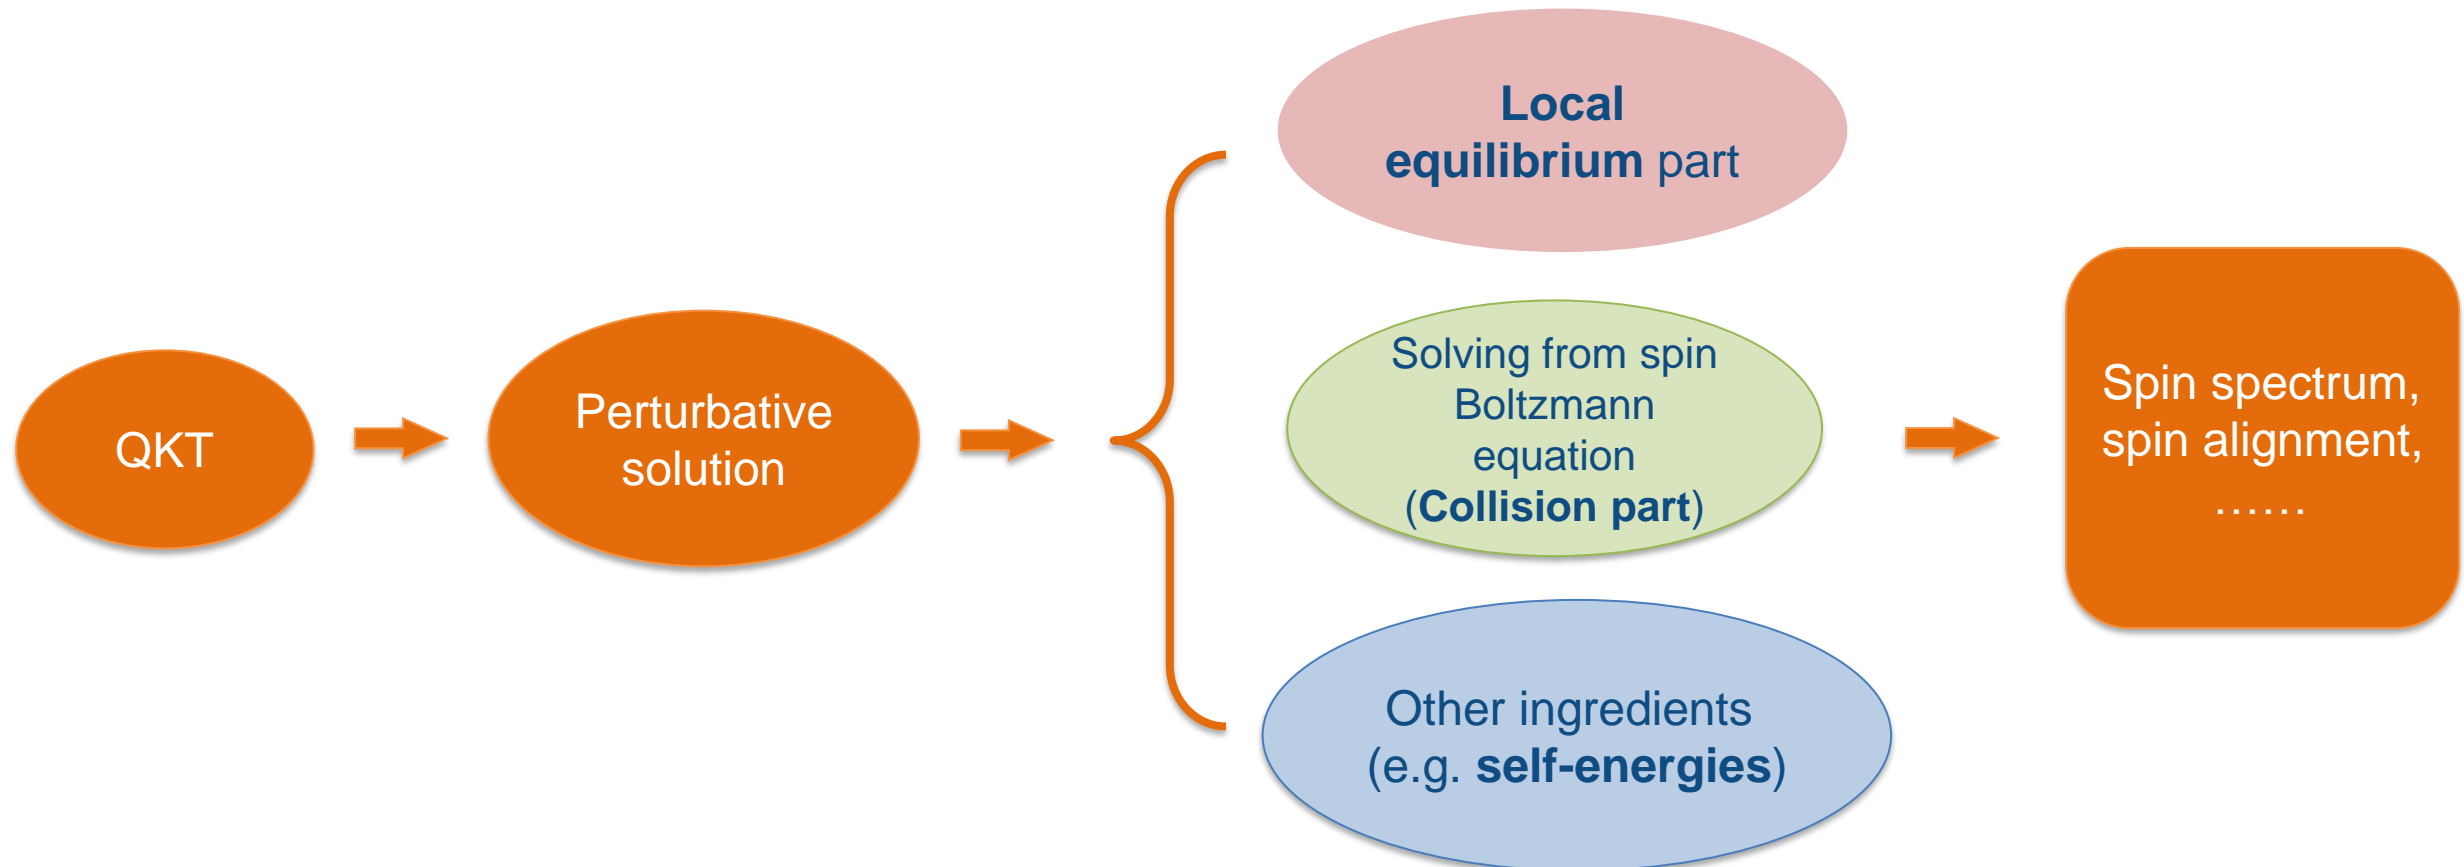 QKT
Perturbative
solution
Local
equilibrium part
Solving from spin
Boltzmann
equation
(Collision part)
Other ingredients
(e.g. self-energies)
Spin spectrum,
spin alignment,
……